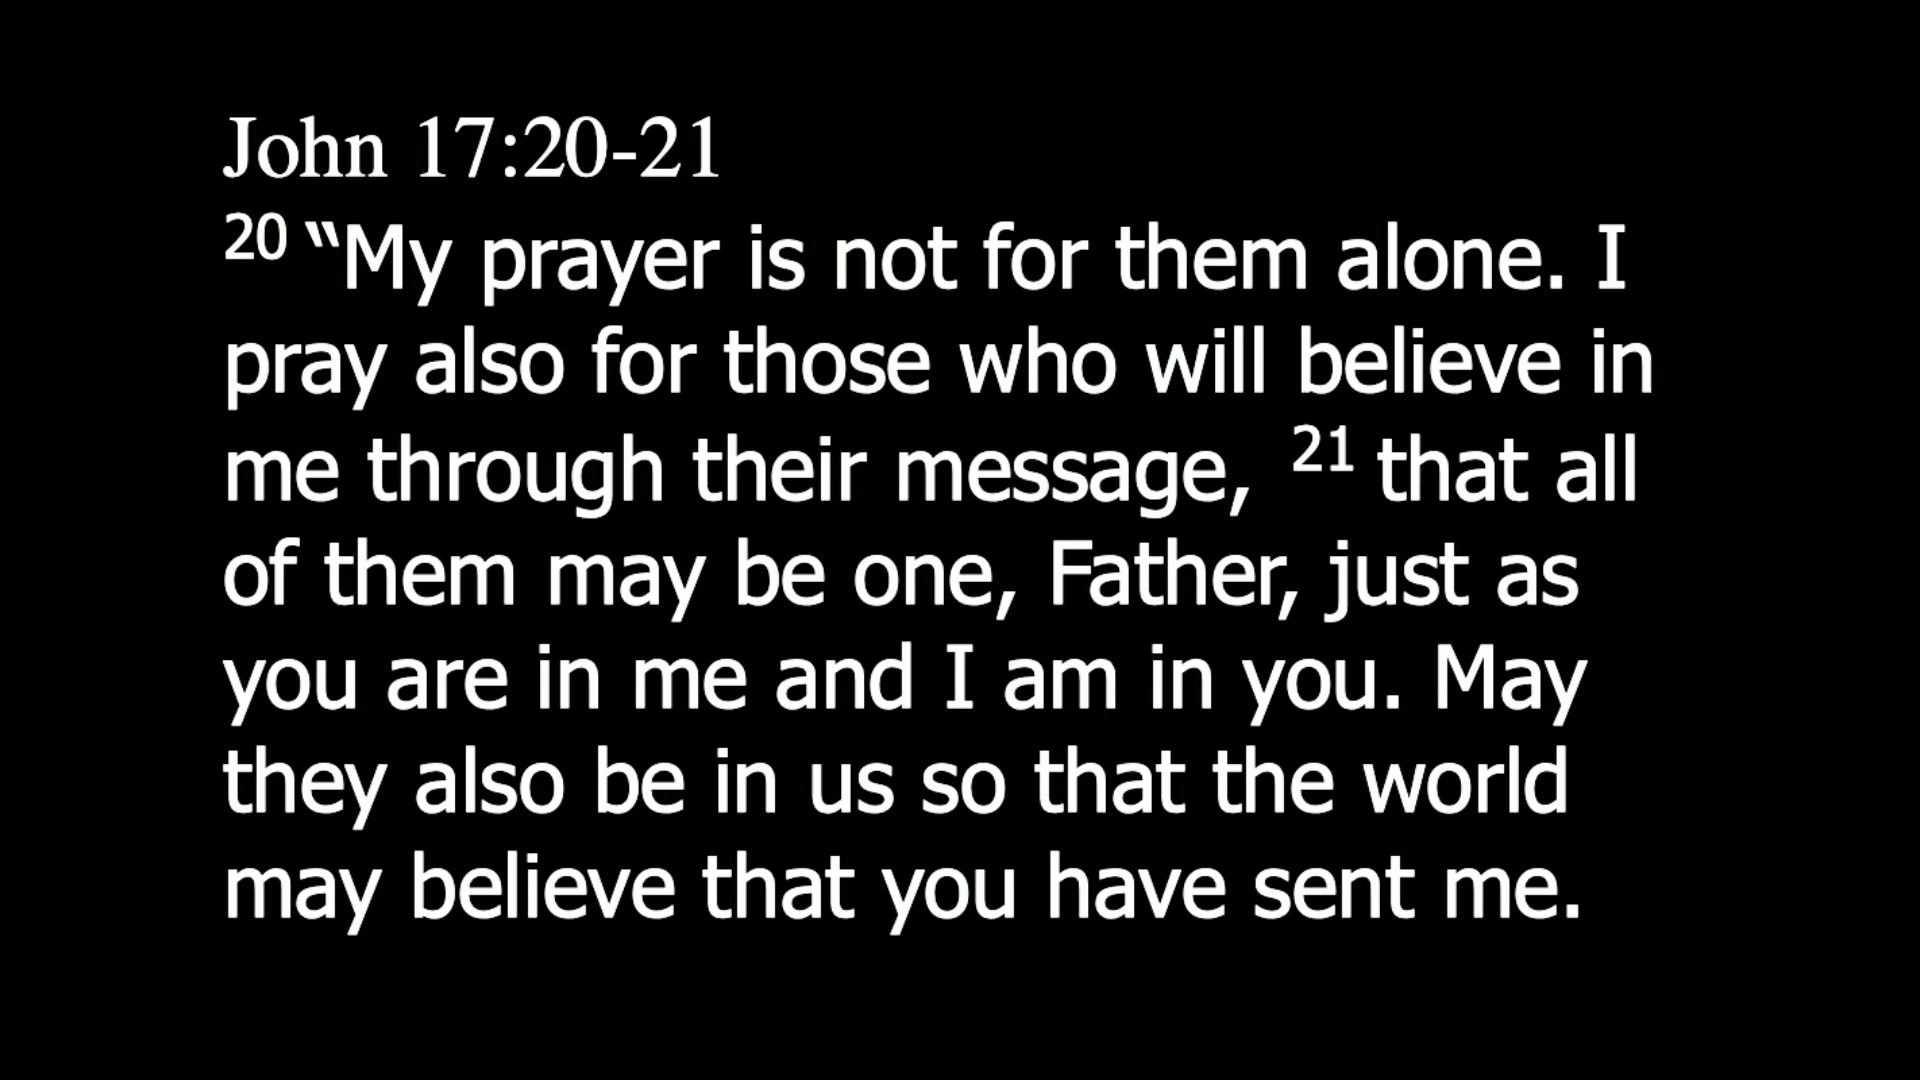 John 17:20-21
20 “My prayer is not for them alone. I
pray also for those who will believe in
me through their message, 21 that all
of them may be one, Father, just as
you are in me and I am in you. May
they also be in us so that the world
may believe that you have sent me.